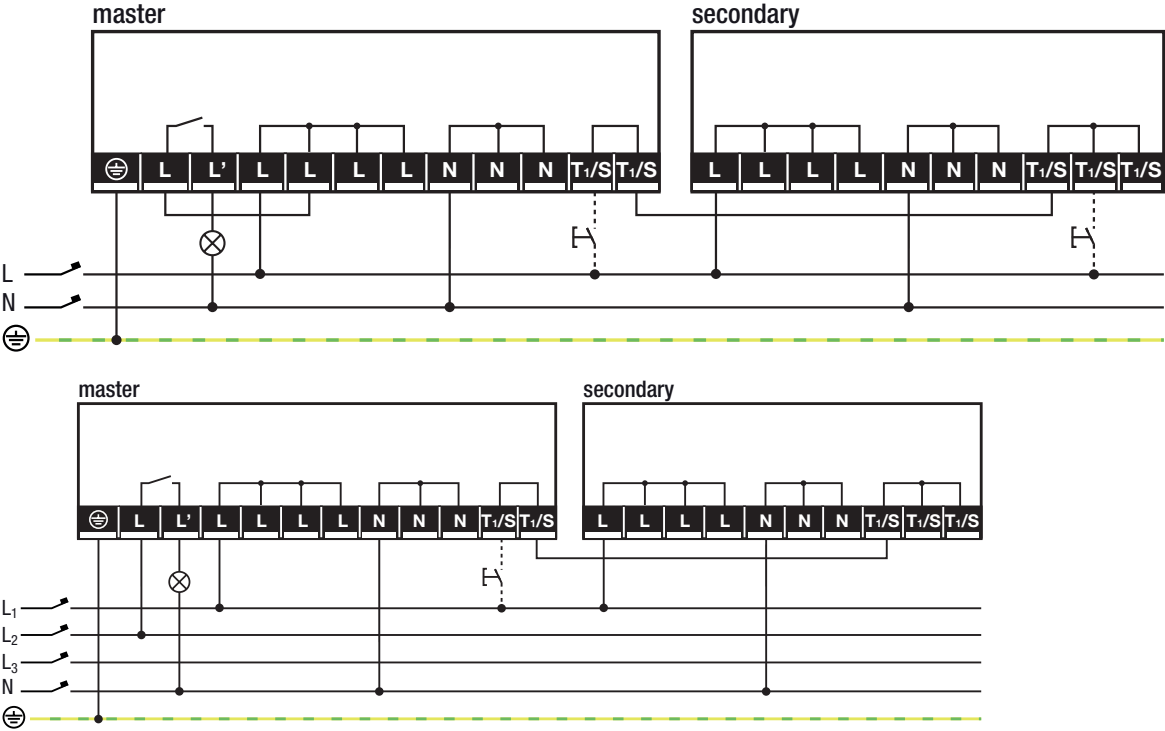 master secondary
L L' L L L L N N N T₁/S T₁/S L L L L N N N T₁/S T₁/S T₁/S
L
N
master secondary
L L' L L L L N N N T₁/S T₁/S L L L L N N N T₁/S T₁/S T₁/S
L₁
L₂
L₃
N